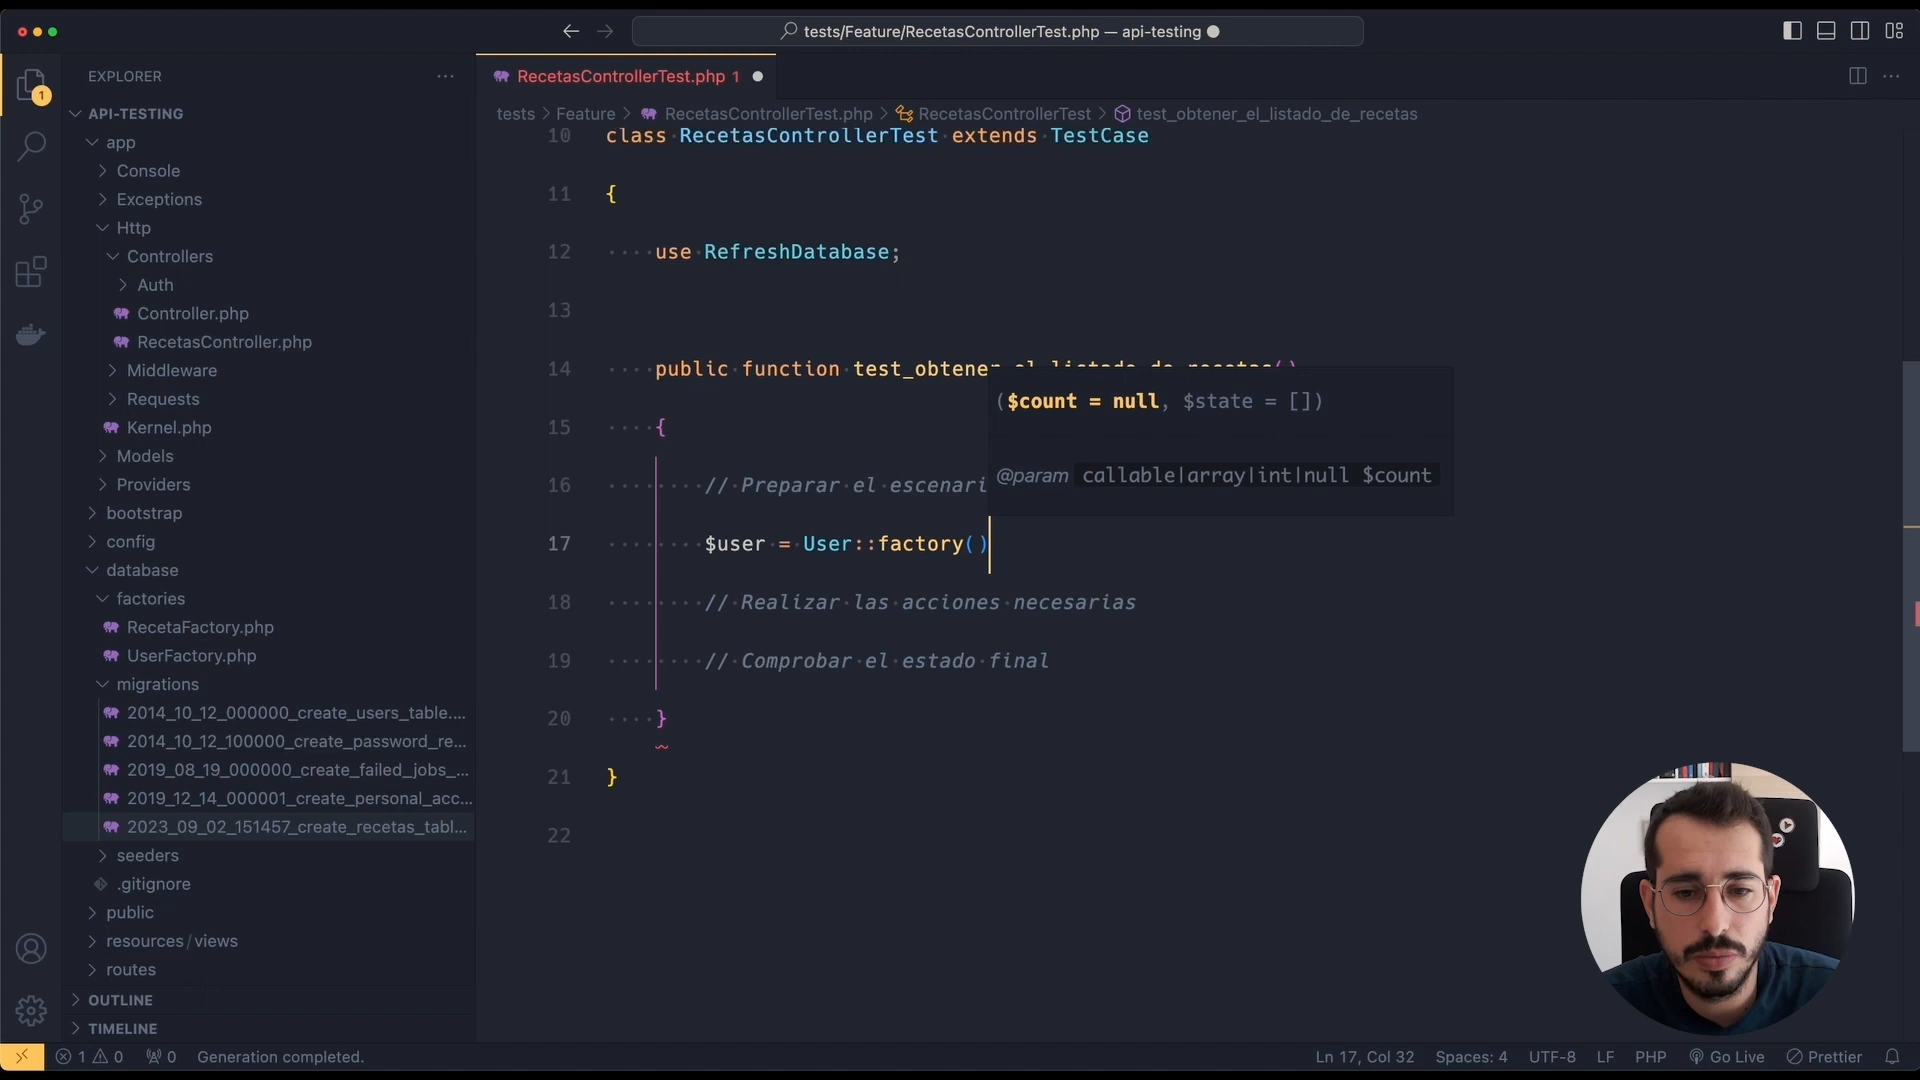 tests/Feature/RecetasControllerTest.php — api-testing
EXPLORER
API-TESTING
app
Console
Exceptions
Http
Controllers
Auth
Controller.php
RecetasController.php
Middleware
Requests
Kernel.php
Models
Providers
bootstrap
config
database
factories
RecetaFactory.php
UserFactory.php
migrations
2014_10_12_000000_create_users_table....
2014_10_12_100000_create_password_re...
2019_08_19_000000_create_failed_jobs_...
2019_12_14_000001_create_personal_acc...
2023_09_02_151457_create_recetas_tabl...
seeders
.gitignore
public
resources/views
routes
OUTLINE
TIMELINE
RecetasControllerTest.php 1
tests > Feature > RecetasControllerTest.php > RecetasControllerTest > test_obtener_el_listado_de_recetas
10 class RecetasControllerTest extends TestCase
11 {
12 use RefreshDatabase;
13
14 public function test_obtener_el_listado_de_recetas()
($count = null, $state = [])
15 {
@param callable|array|int|null $count
16 // Preparar el escenari
17 $user = User::factory()
18 // Realizar las acciones necesarias
19 // Comprobar el estado final
20 }
21 }
22
1 0 0 Generation completed.
Ln 17, Col 32 Spaces: 4 UTF-8 LF PHP Go Live Prettier
1